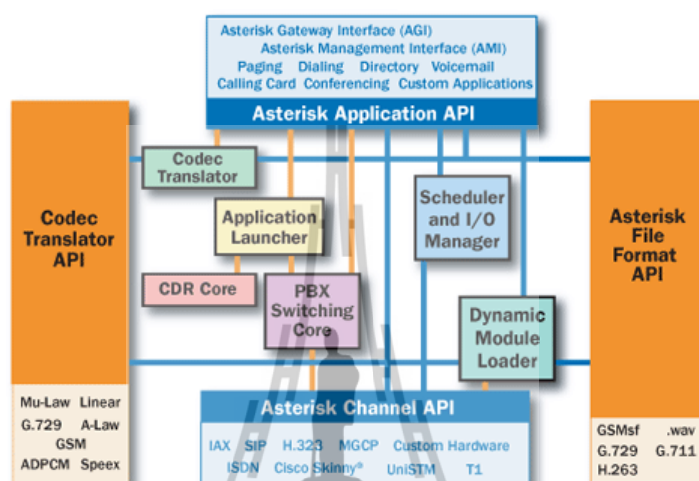 Asterisk Gateway Interface (AGI)
Asterisk Management Interface (AMI)
Paging Dialing Directory Voicemail
Calling Card Conferencing Custom Applications
Asterisk Application API
Codec
Translator
API
Mu-Law Linear
G.729 A-Law
GSM
ADPCM Speex
Codec
Translator
Application
Launcher
CDR Core
PBX
Switching
Core
Scheduler
and I/O
Manager
Dynamic
Module
Loader
Asterisk
File
Format
API
GSMsf .wav
G.729 G.711
H.263
Asterisk Channel API
IAX SIP H.323 MGCP Custom Hardware
ISDN Cisco Skinny® UniSTM T1